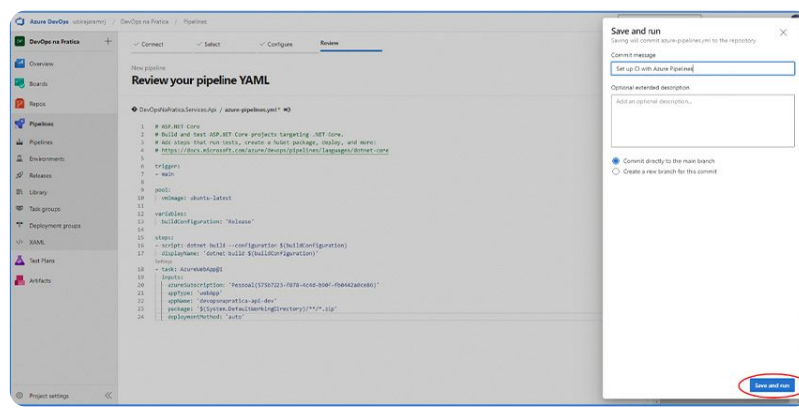 Azure DevOps ubirajaramnj / DevOps na Pratica / Pipelines
DevOps na Pratica
Overview
Boards
Repos
Pipelines
Pipelines
Environments
Releases
Library
Task groups
Deployment groups
XAML
Test Plans
Artifacts
Project settings
Connect
Select
Configure
Review
New pipeline
Review your pipeline YAML
DevOpsNaPratica.Services.Api / azure-pipelines.yml *
1 # ASP.NET Core
2 # Build and test ASP.NET Core projects targeting .NET Core.
3 # Add steps that run tests, create a NuGet package, deploy, and more:
4 # https://docs.microsoft.com/azure/devops/pipelines/languages/dotnet-core
5
6 trigger:
7 - main
8
9 pool:
10 vmImage: ubuntu-latest
11
12 variables:
13 buildConfiguration: 'Release'
14
15 steps:
16 - script: dotnet build --configuration $(buildConfiguration)
17 displayName: 'dotnet build $(buildConfiguration)'
Settings
18 - task: AzureWebApp@1
19 inputs:
20 azureSubscription:
21 appType: 'webApp'
22 appName: 'devopsnapratica-api-dev'
23 package: '$(System.DefaultWorkingDirectory)/**/*.zip'
24 deploymentMethod: 'auto'
Save and run
Saving will commit azure-pipelines.yml to the repository.
Commit message
Set up CI with Azure Pipelines
Optional extended description
Add an optional description...
Commit directly to the main branch
Create a new branch for this commit
Save and run